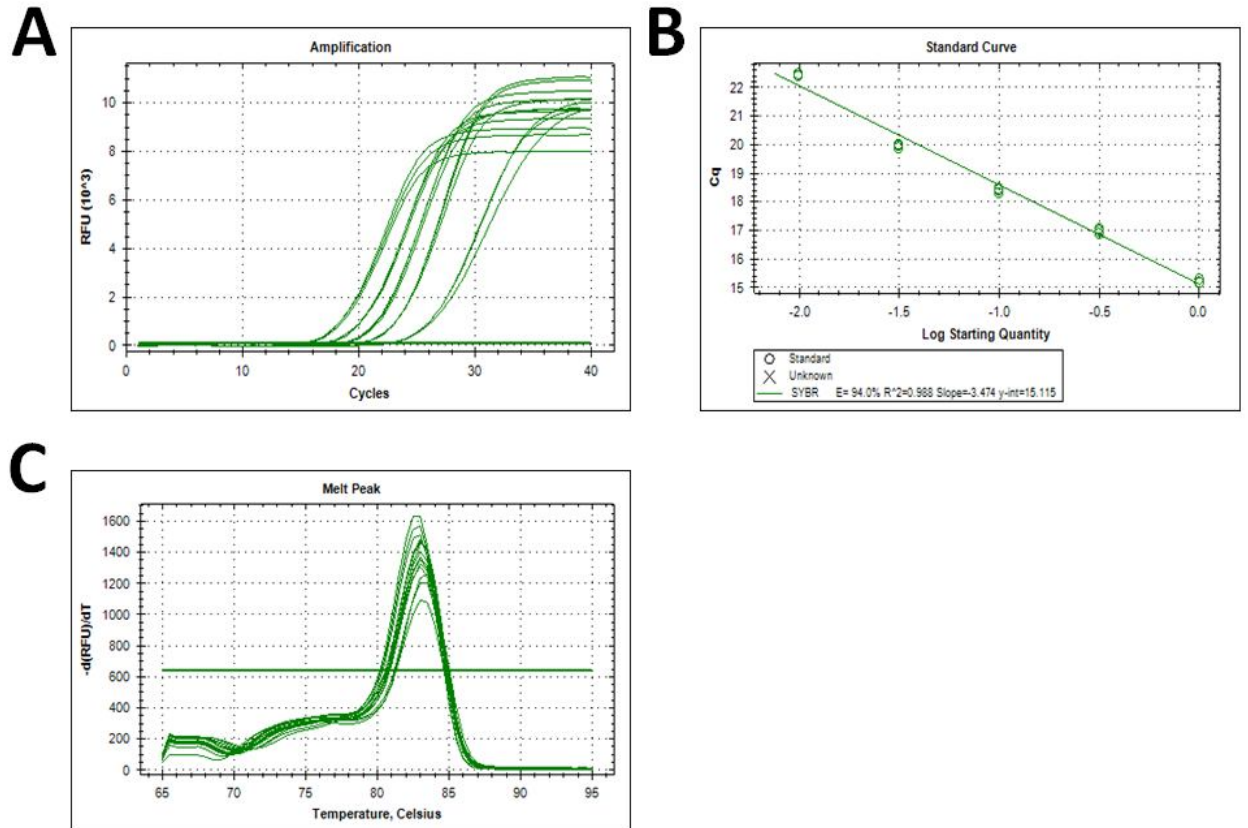 A
Amplification
RFU (10^3)
10
8
6
4
2
0
0 10 20 30 40
Cycles
B
Standard Curve
Cq
22
21
20
19
18
17
16
15
-2.0 -1.5 -1.0 -0.5 0.0
Log Starting Quantity
Standard
Unknown
SYBR E= 94.0% R^2=0.988 Slope=-3.474 y-int=15.115
C
Melt Peak
-d(RFU)/dT
1600
1400
1200
1000
800
600
400
200
0
65 70 75 80 85 90 95
Temperature, Celsius